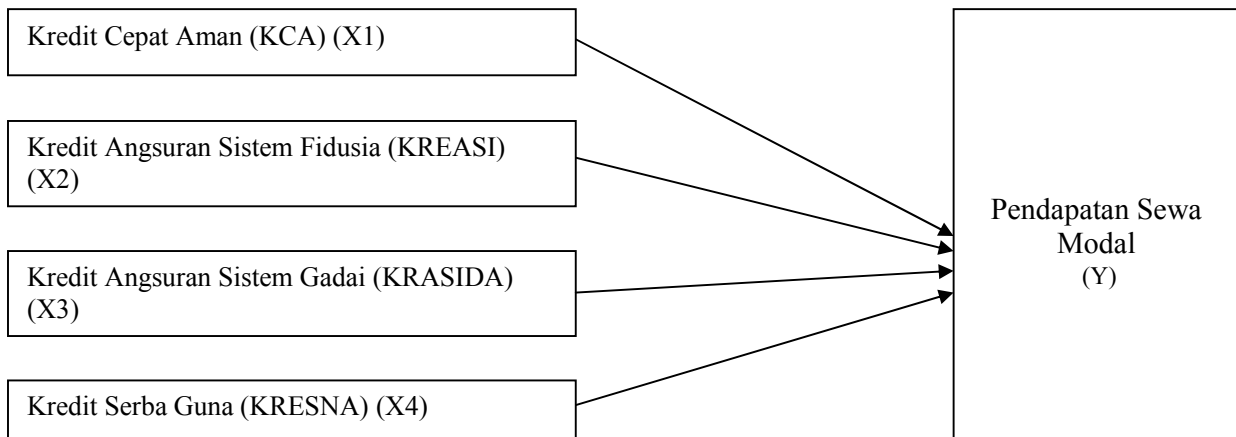 Kredit Cepat Aman (KCA) (X1)
Kredit Angsuran Sistem Fidusia (KREASI)
(X2)
Kredit Angsuran Sistem Gadai (KRASIDA)
(X3)
Kredit Serba Guna (KRESNA) (X4)
Pendapatan Sewa
Modal
(Y)